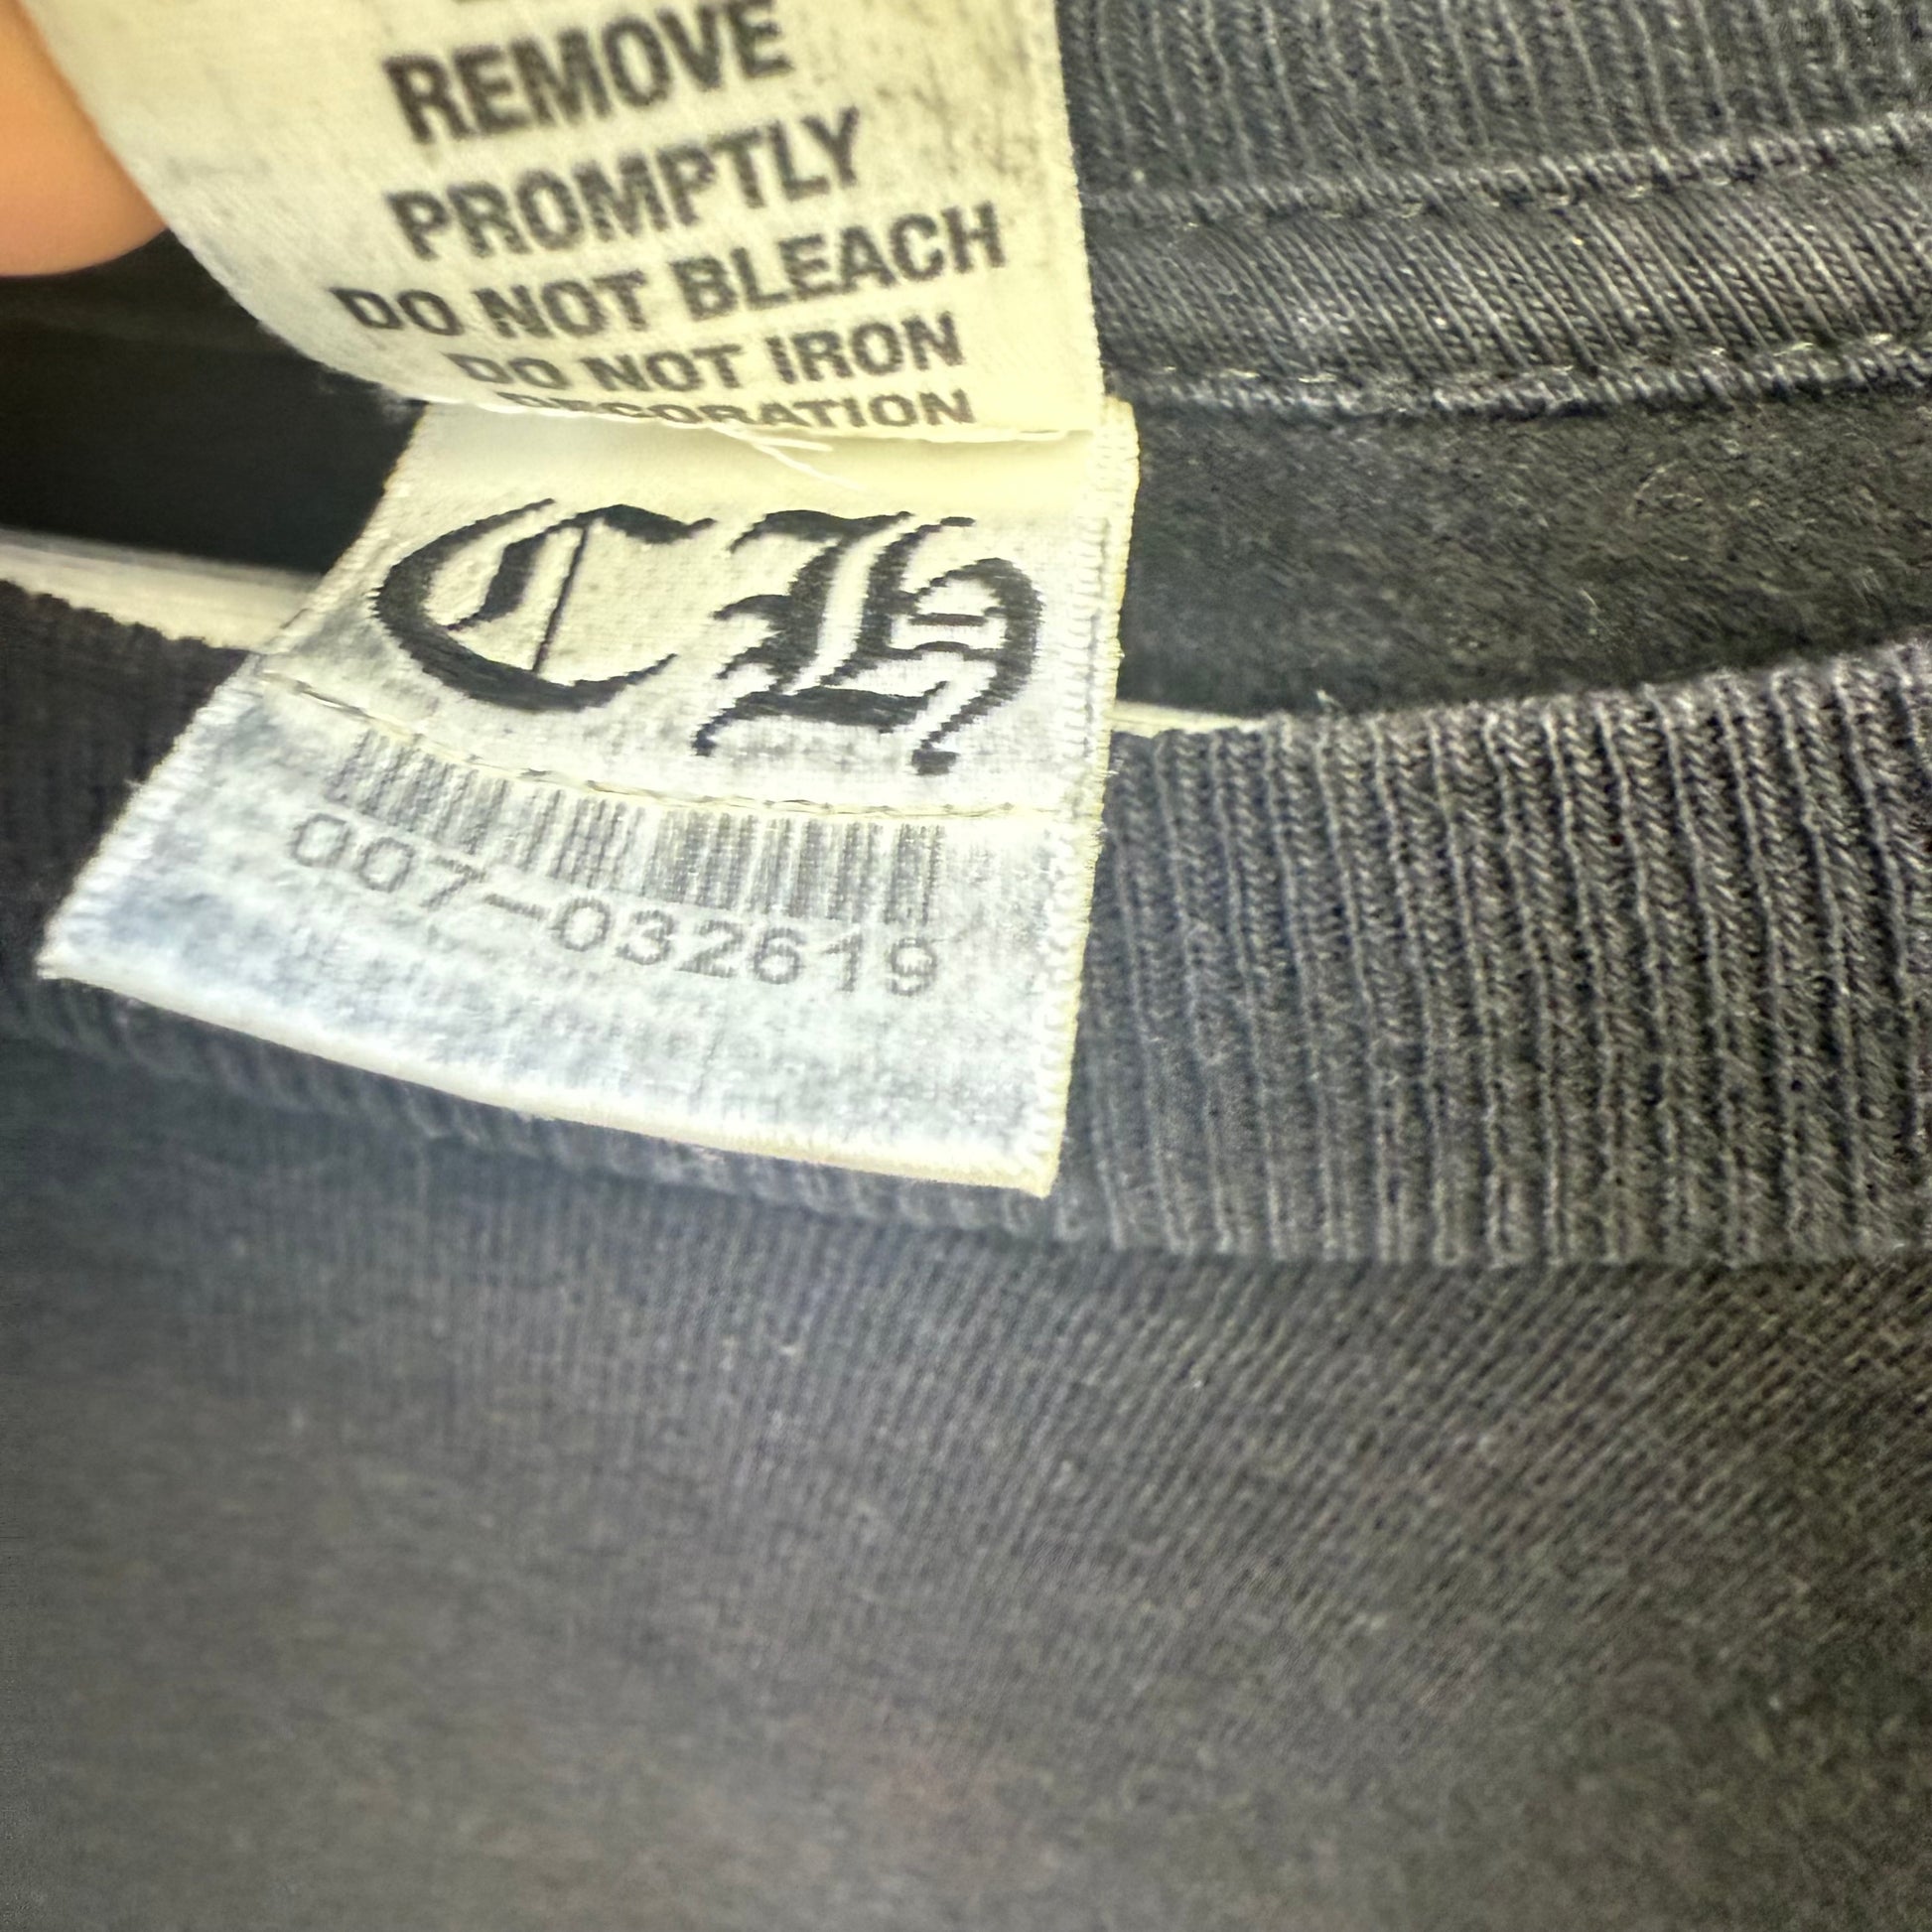 REMOVE
PROMPTLY
DO NOT BLEACH
DO NOT IRON
DECORATION
CH
007-032619